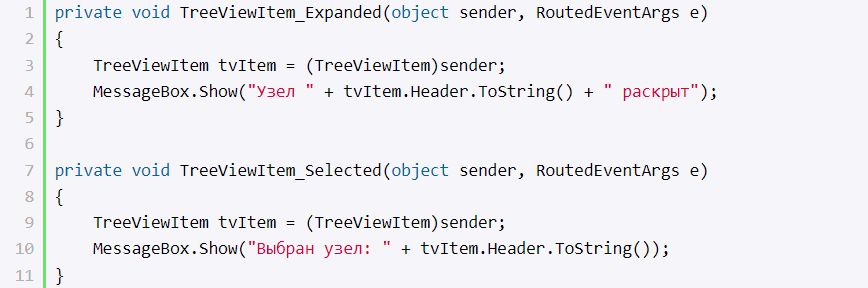 1 private void TreeViewItem_Expanded(object sender, RoutedEventArgs e)
2 {
3     TreeViewItem tvItem = (TreeViewItem)sender;
4     MessageBox.Show("Узел " + tvItem.Header.ToString() + " раскрыт");
5 }
6
7 private void TreeViewItem_Selected(object sender, RoutedEventArgs e)
8 {
9     TreeViewItem tvItem = (TreeViewItem)sender;
10     MessageBox.Show("Выбран узел: " + tvItem.Header.ToString());
11 }